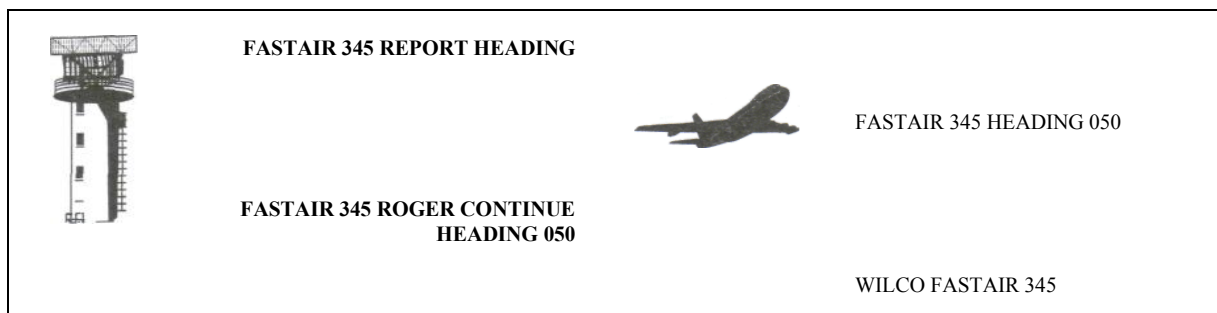 FASTAIR 345 REPORT HEADING
FASTAIR 345 HEADING 050
FASTAIR 345 ROGER CONTINUE
HEADING 050
WILCO FASTAIR 345